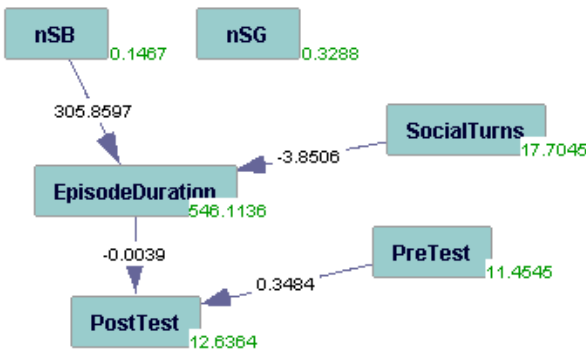 nSB
0.1467
nSG
0.3288
305.8597
SocialTurns
17.7045
-3.8506
EpisodeDuration
546.1136
-0.0039
PreTest
11.4545
0.3484
PostTest
12.6364